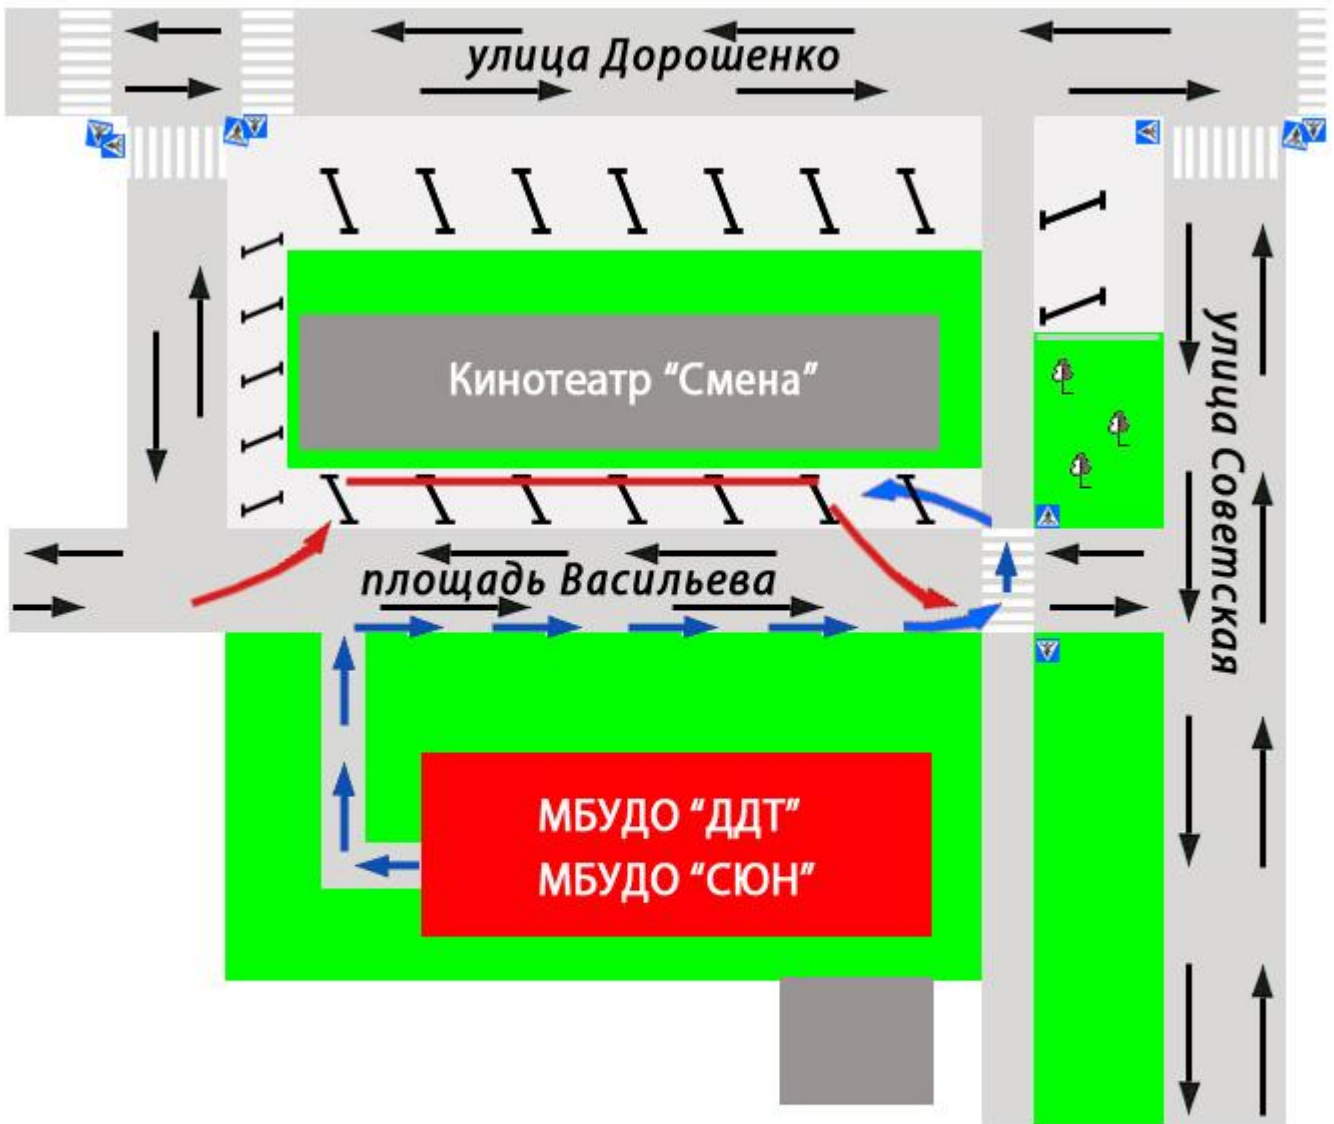 улица Дорошенко
Кинотеатр "Смена"
улица Советская
площадь Васильева
МБУДО "ДДТ"
МБУДО "СЮН"